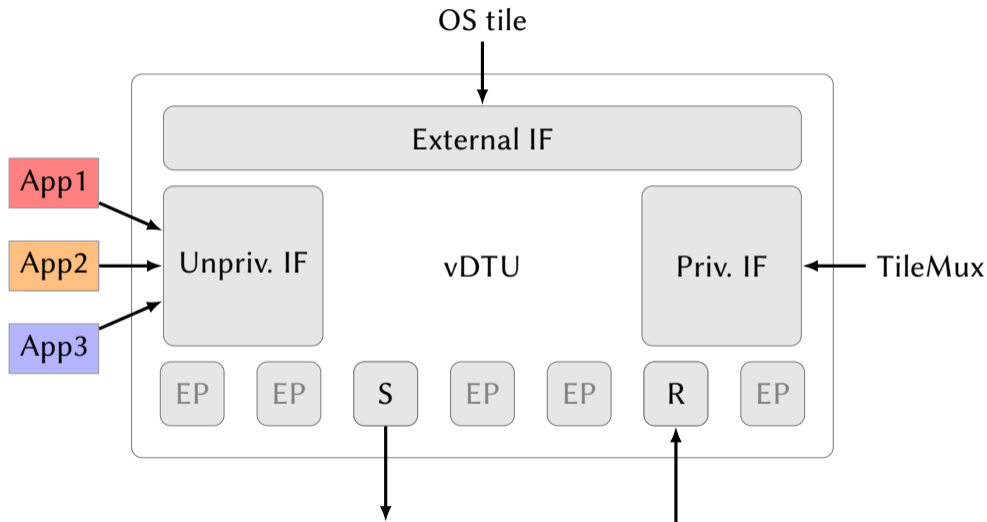 OS tile
External IF
App1
App2
App3
Unpriv. IF
vDTU
Priv. IF
TileMux
EP
EP
S
EP
EP
R
EP